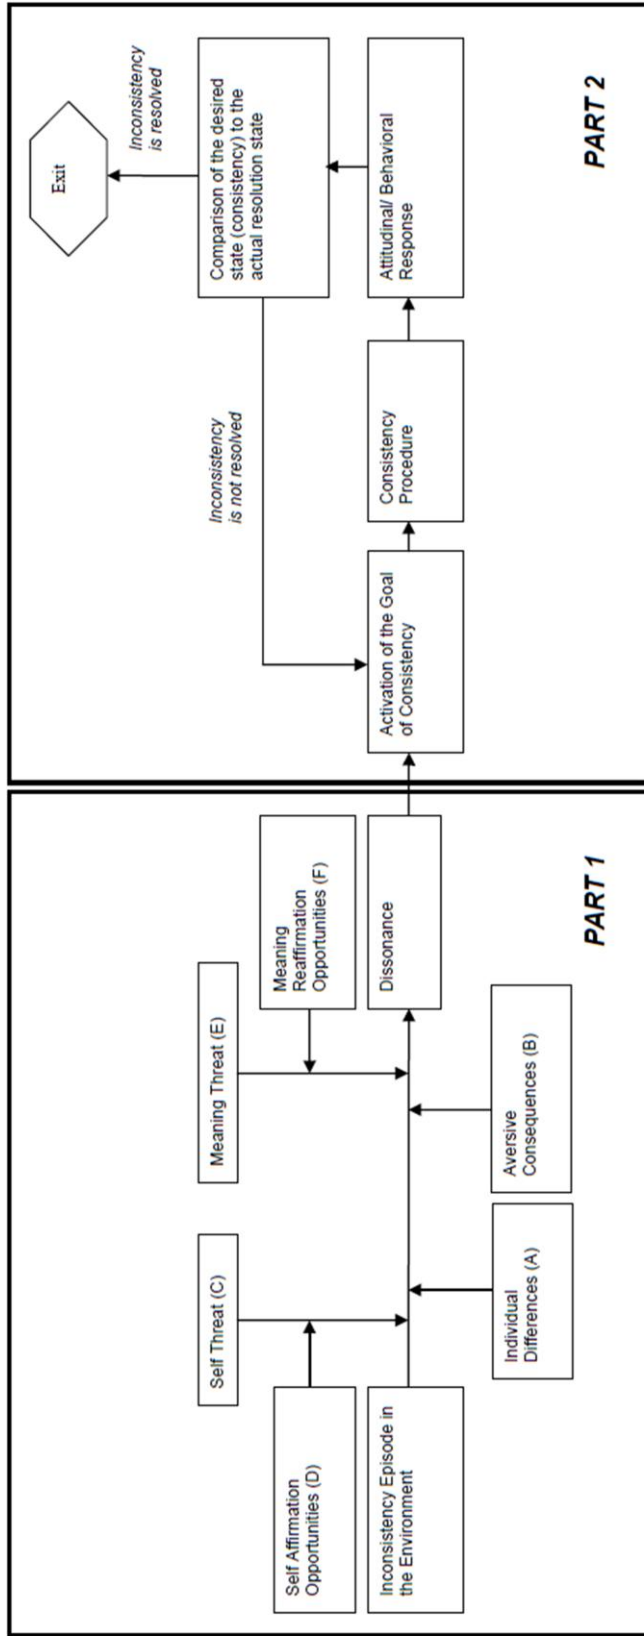 Self Threat (C)
Meaning Threat (E)
Self Affirmation
Opportunities (D)
Meaning
Reaffirmation
Opportunities (F)
Inconsistency Episode in
the Environment
Dissonance
Individual
Differences (A)
Aversive
Consequences (B)
PART 1
Exit
Inconsistency
is resolved
Comparison of the desired
state (consistency) to the
actual resolution state
Inconsistency
is not resolved
Activation of the Goal
of Consistency
Consistency
Procedure
Attitudinal/ Behavioral
Response
PART 2